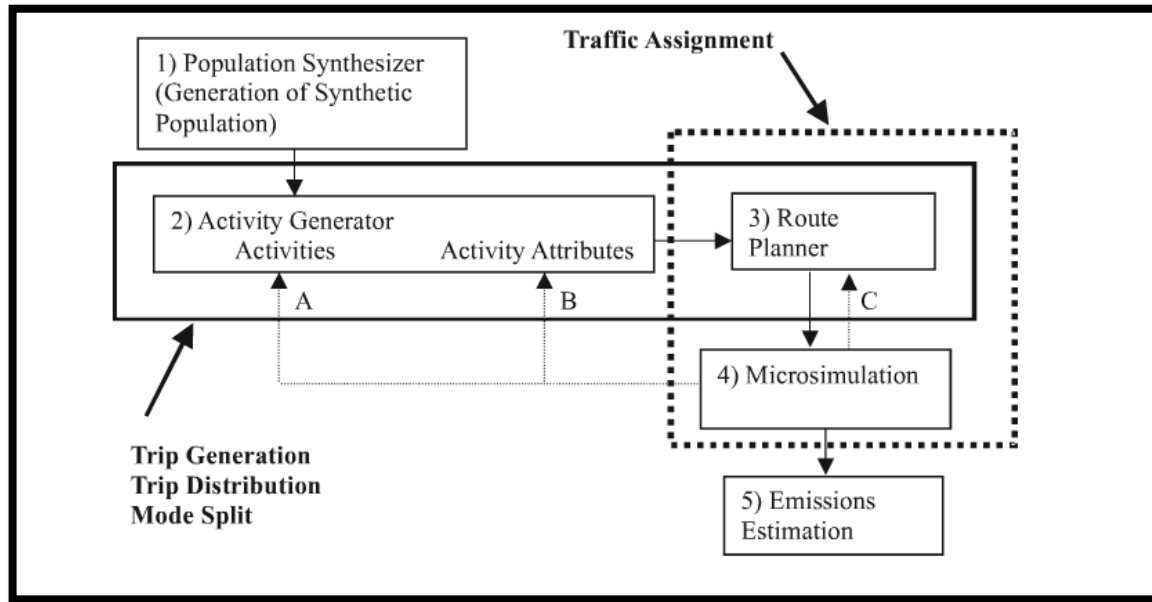 Traffic Assignment
1) Population Synthesizer
(Generation of Synthetic
Population)
2) Activity Generator
Activities
Activity Attributes
3) Route
Planner
A
B
C
4) Microsimulation
Trip Generation
Trip Distribution
Mode Split
5) Emissions
Estimation